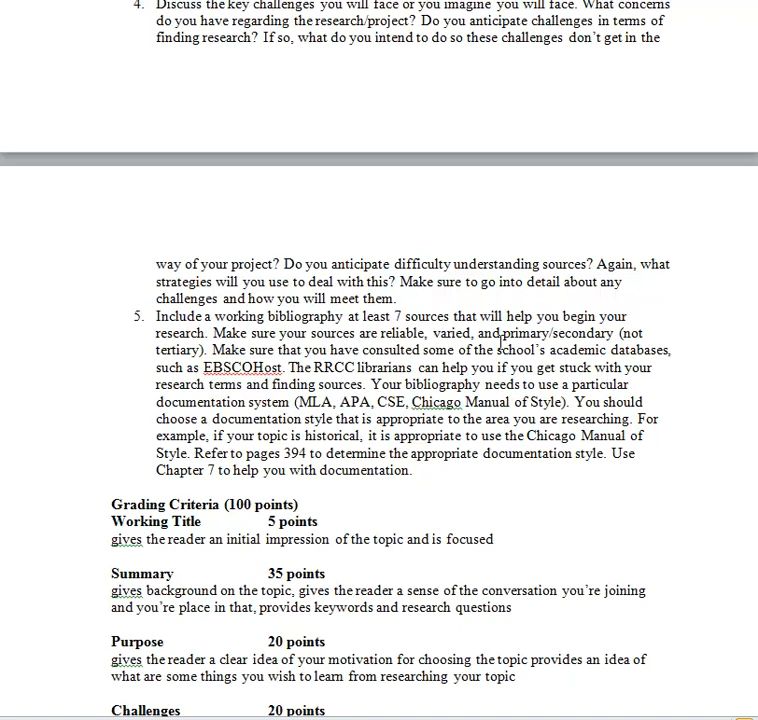 4. Discuss the key challenges you will face or you imagine you will face. What concerns
do you have regarding the research/project? Do you anticipate challenges in terms of
finding research? If so, what do you intend to do so these challenges don't get in the
way of your project? Do you anticipate difficulty understanding sources? Again, what
strategies will you use to deal with this? Make sure to go into detail about any
challenges and how you will meet them.
5. Include a working bibliography at least 7 sources that will help you begin your
research. Make sure your sources are reliable, varied, and primary/secondary (not
tertiary). Make sure that you have consulted some of the school's academic databases,
such as EBSCOHost. The RRCC librarians can help you if you get stuck with your
research terms and finding sources. Your bibliography needs to use a particular
documentation system (MLA, APA, CSE, Chicago Manual of Style). You should
choose a documentation style that is appropriate to the area you are researching. For
example, if your topic is historical, it is appropriate to use the Chicago Manual of
Style. Refer to pages 394 to determine the appropriate documentation style. Use
Chapter 7 to help you with documentation.
Grading Criteria (100 points)
Working Title 5 points
gives the reader an initial impression of the topic and is focused
Summary 35 points
gives background on the topic, gives the reader a sense of the conversation you're joining
and you're place in that, provides keywords and research questions
Purpose 20 points
gives the reader a clear idea of your motivation for choosing the topic provides an idea of
what are some things you wish to learn from researching your topic
Challenges 20 points